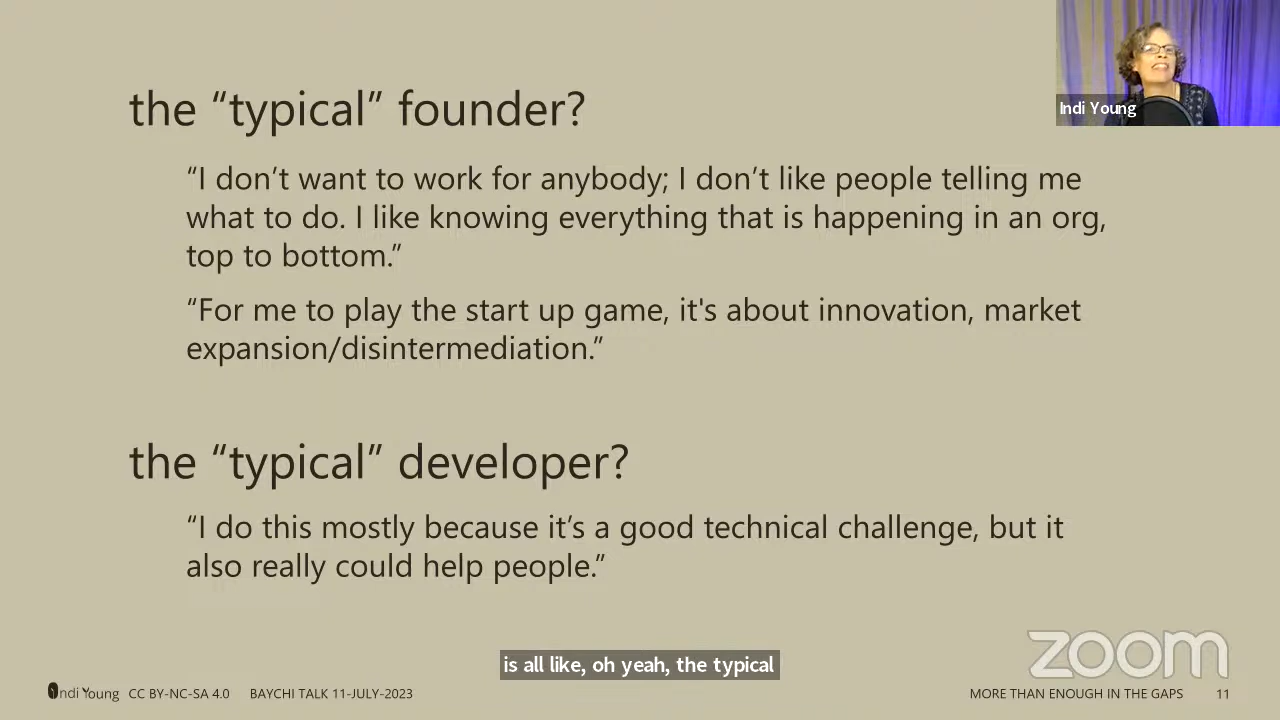 the “typical” founder?
Indi Young
“I don’t want to work for anybody; I don’t like people telling me
what to do. I like knowing everything that is happening in an org,
top to bottom.”
“For me to play the start up game, it's about innovation, market
expansion/disintermediation.”
the “typical” developer?
“I do this mostly because it’s a good technical challenge, but it
also really could help people.”
zoom
is all like, oh yeah, the typical
Indi Young CC BY-NC-SA 4.0 BAYCHI TALK 11-JULY-2023 MORE THAN ENOUGH IN THE GAPS 11